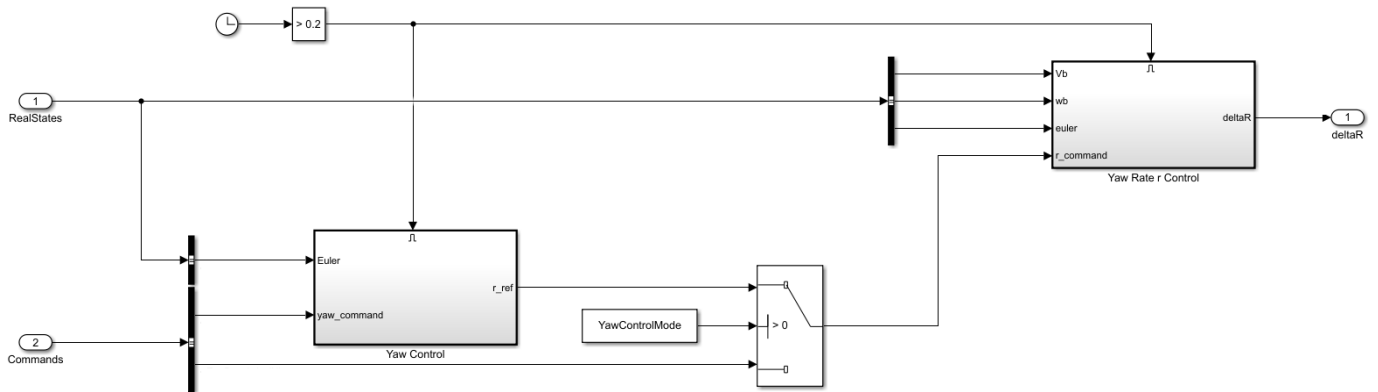 > 0.2
1
RealStates
Vb
wb
euler
r_command
deltaR
Yaw Rate r Control
1
deltaR
Euler
yaw_command
r_ref
Yaw Control
2
Commands
YawControlMode
> 0